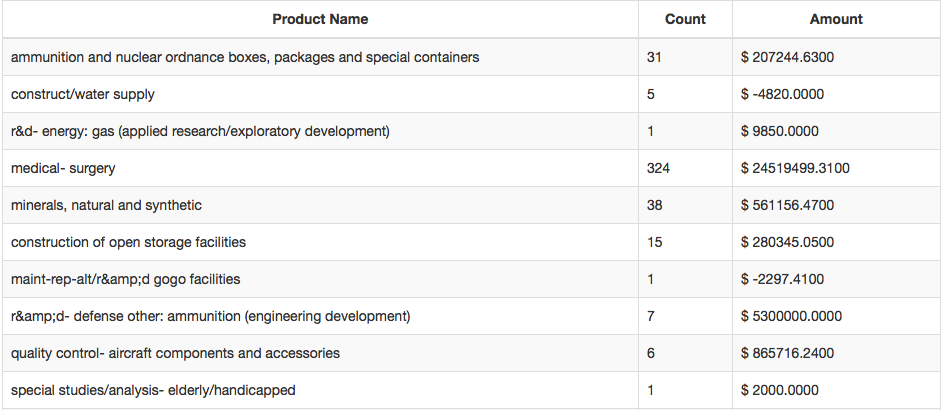 Product Name Count Amount
ammunition and nuclear ordnance boxes, packages and special containers 31 $ 207244.6300
construct/water supply 5 $ -4820.0000
r&d- energy: gas (applied research/exploratory development) 1 $ 9850.0000
medical- surgery 324 $ 24519499.3100
minerals, natural and synthetic 38 $ 561156.4700
construction of open storage facilities 15 $ 280345.0500
maint-rep-alt/r&amp;d gogo facilities 1 $ -2297.4100
r&amp;d- defense other: ammunition (engineering development) 7 $ 5300000.0000
quality control- aircraft components and accessories 6 $ 865716.2400
special studies/analysis- elderly/handicapped 1 $ 2000.0000